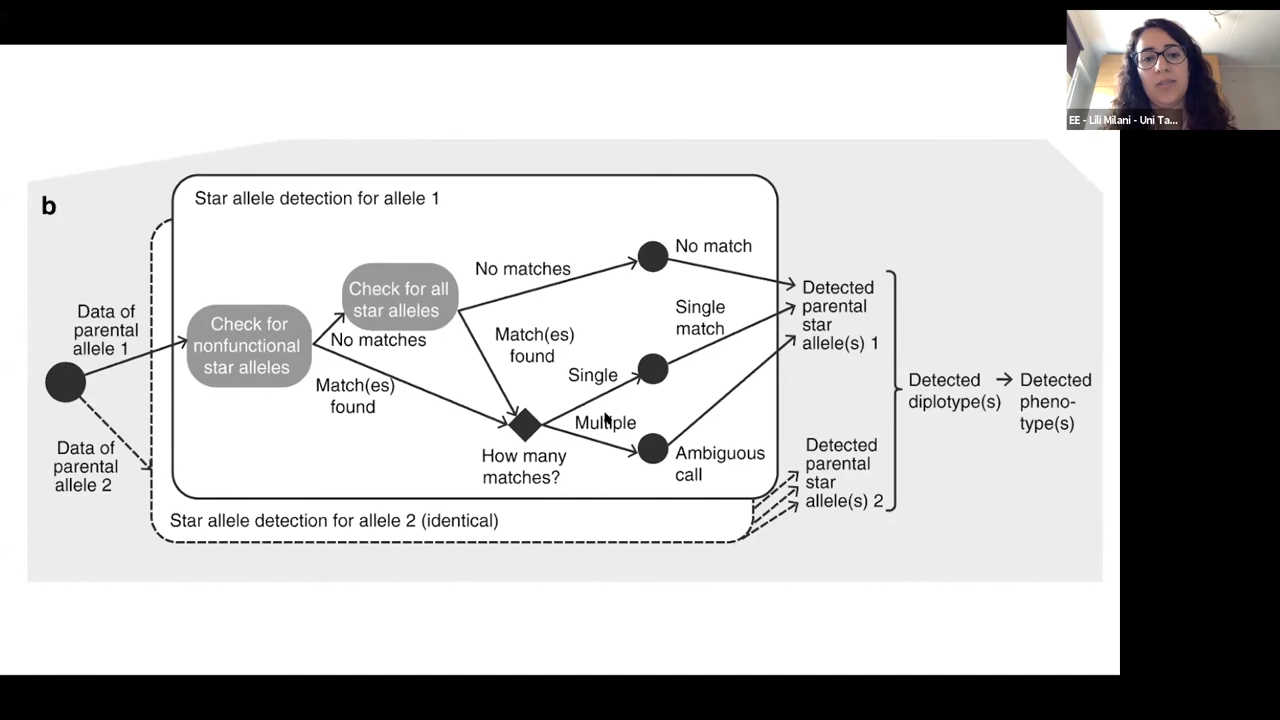 EE - Lili Milani - Uni Ta...
b
Star allele detection for allele 1
Data of
parental
allele 1
Check for
nonfunctional
star alleles
Check for all
star alleles
No matches
Match(es)
found
No matches
Match(es)
found
How many
matches?
Single
Multiple
No match
Single
match
Ambiguous
call
Detected
parental
star
allele(s) 1
Data of
parental
allele 2
Star allele detection for allele 2 (identical)
Detected
parental
star
allele(s) 2
Detected
diplotype(s)
Detected
pheno-
type(s)